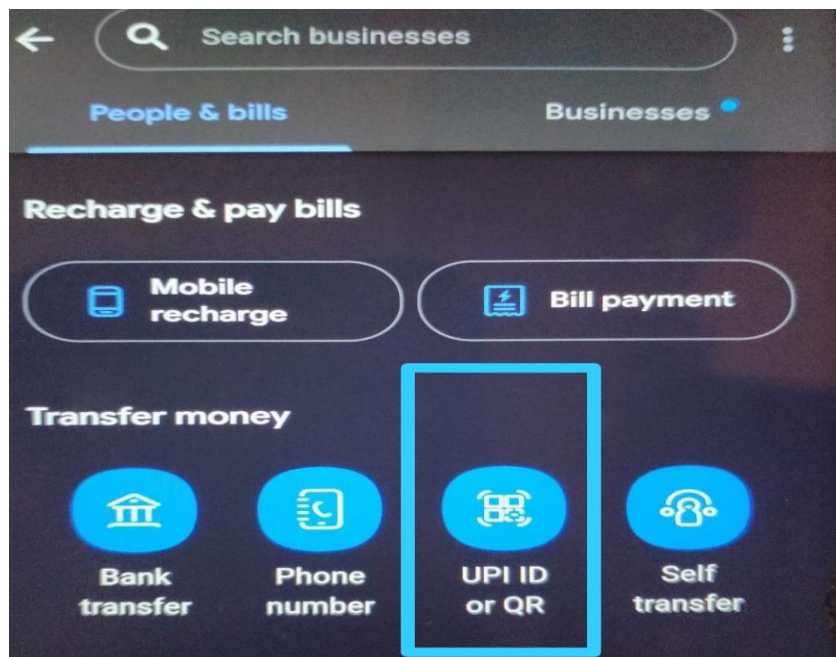 Search businesses
People & bills
Businesses
Recharge & pay bills
Mobile
recharge
Bill payment
Transfer money
Bank
transfer
Phone
number
UPI ID
or QR
Self
transfer